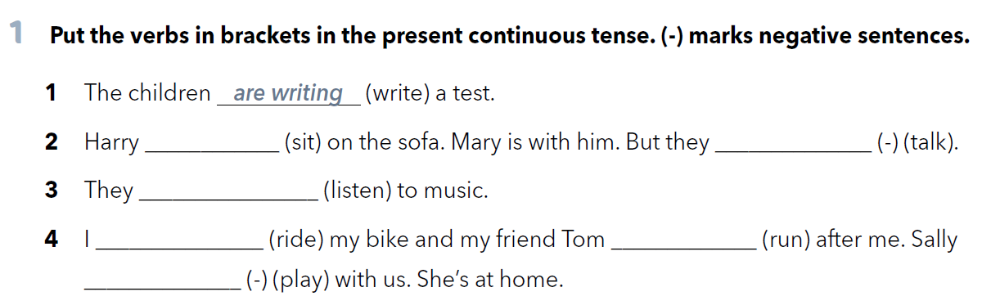 1 Put the verbs in brackets in the present continuous tense. (-) marks negative sentences.
1 The children are writing (write) a test.
2 Harry ____________ (sit) on the sofa. Mary is with him. But they ______________ (-) (talk).
3 They ________________ (listen) to music.
4 I _______________ (ride) my bike and my friend Tom _____________ (run) after me. Sally
______________ (-) (play) with us. She’s at home.